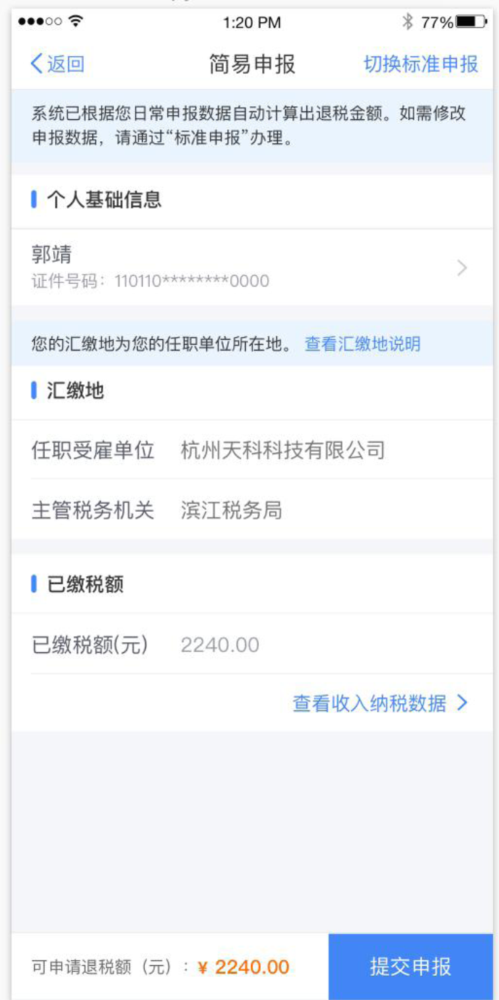 1:20 PM 77%
返回 简易申报 切换标准申报
系统已根据您日常申报数据自动计算出退税金额。如需修改
申报数据，请通过“标准申报”办理。
个人基础信息
郭靖
证件号码：110110********0000
您的汇缴地为您的任职单位所在地。 查看汇缴地说明
汇缴地
任职受雇单位 杭州天科科技有限公司
主管税务机关 滨江税务局
已缴税额
已缴税额(元) 2240.00
查看收入纳税数据
可申请退税额（元）：¥ 2240.00 提交申报